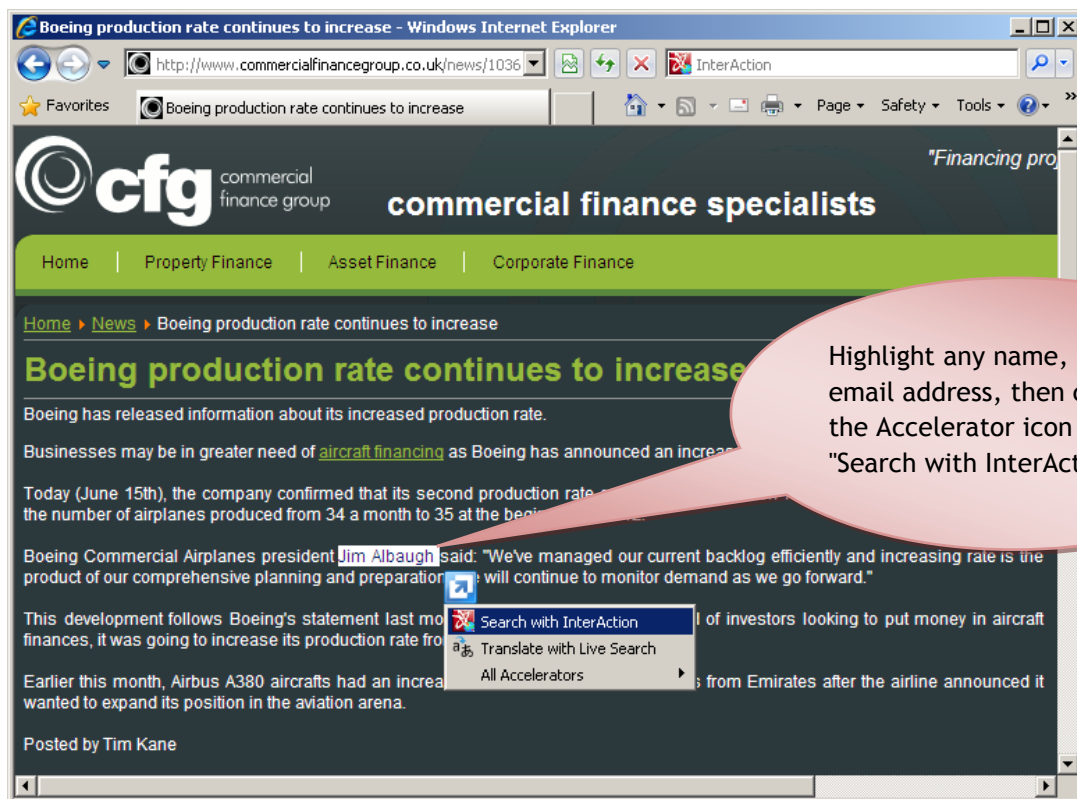 Boeing production rate continues to increase - Windows Internet Explorer
http://www.commercialfinancegroup.co.uk/news/1036
InterAction
Favorites
Boeing production rate continues to increase
Page
Safety
Tools
"Financing pro
cfg commercial
finance group
commercial finance specialists
Home
Property Finance
Asset Finance
Corporate Finance
Home News Boeing production rate continues to increase
Boeing production rate continues to increase
Boeing has released information about its increased production rate.
Businesses may be in greater need of aircraft financing as Boeing has announced an
Today (June 15th), the company confirmed that its second production rate
the number of airplanes produced from 34 a month to 35 at the
Boeing Commercial Airplanes president Jim Albaugh said: "We've managed our current backlog efficiently and increasing rate is the
product of our comprehensive planning and preparation will continue to monitor demand as we go forward."
This development follows Boeing's statement last of investors looking to put money in aircraft
finances, it was going to increase its production rate
Earlier this month, Airbus A380 aircrafts had an from Emirates after the airline announced it
wanted to expand its position in the aviation arena.
Posted by Tim Kane
Search with InterAction
Translate with Live Search
All Accelerators
Highlight any name,
email address, then
the Accelerator icon
"Search with InterAct